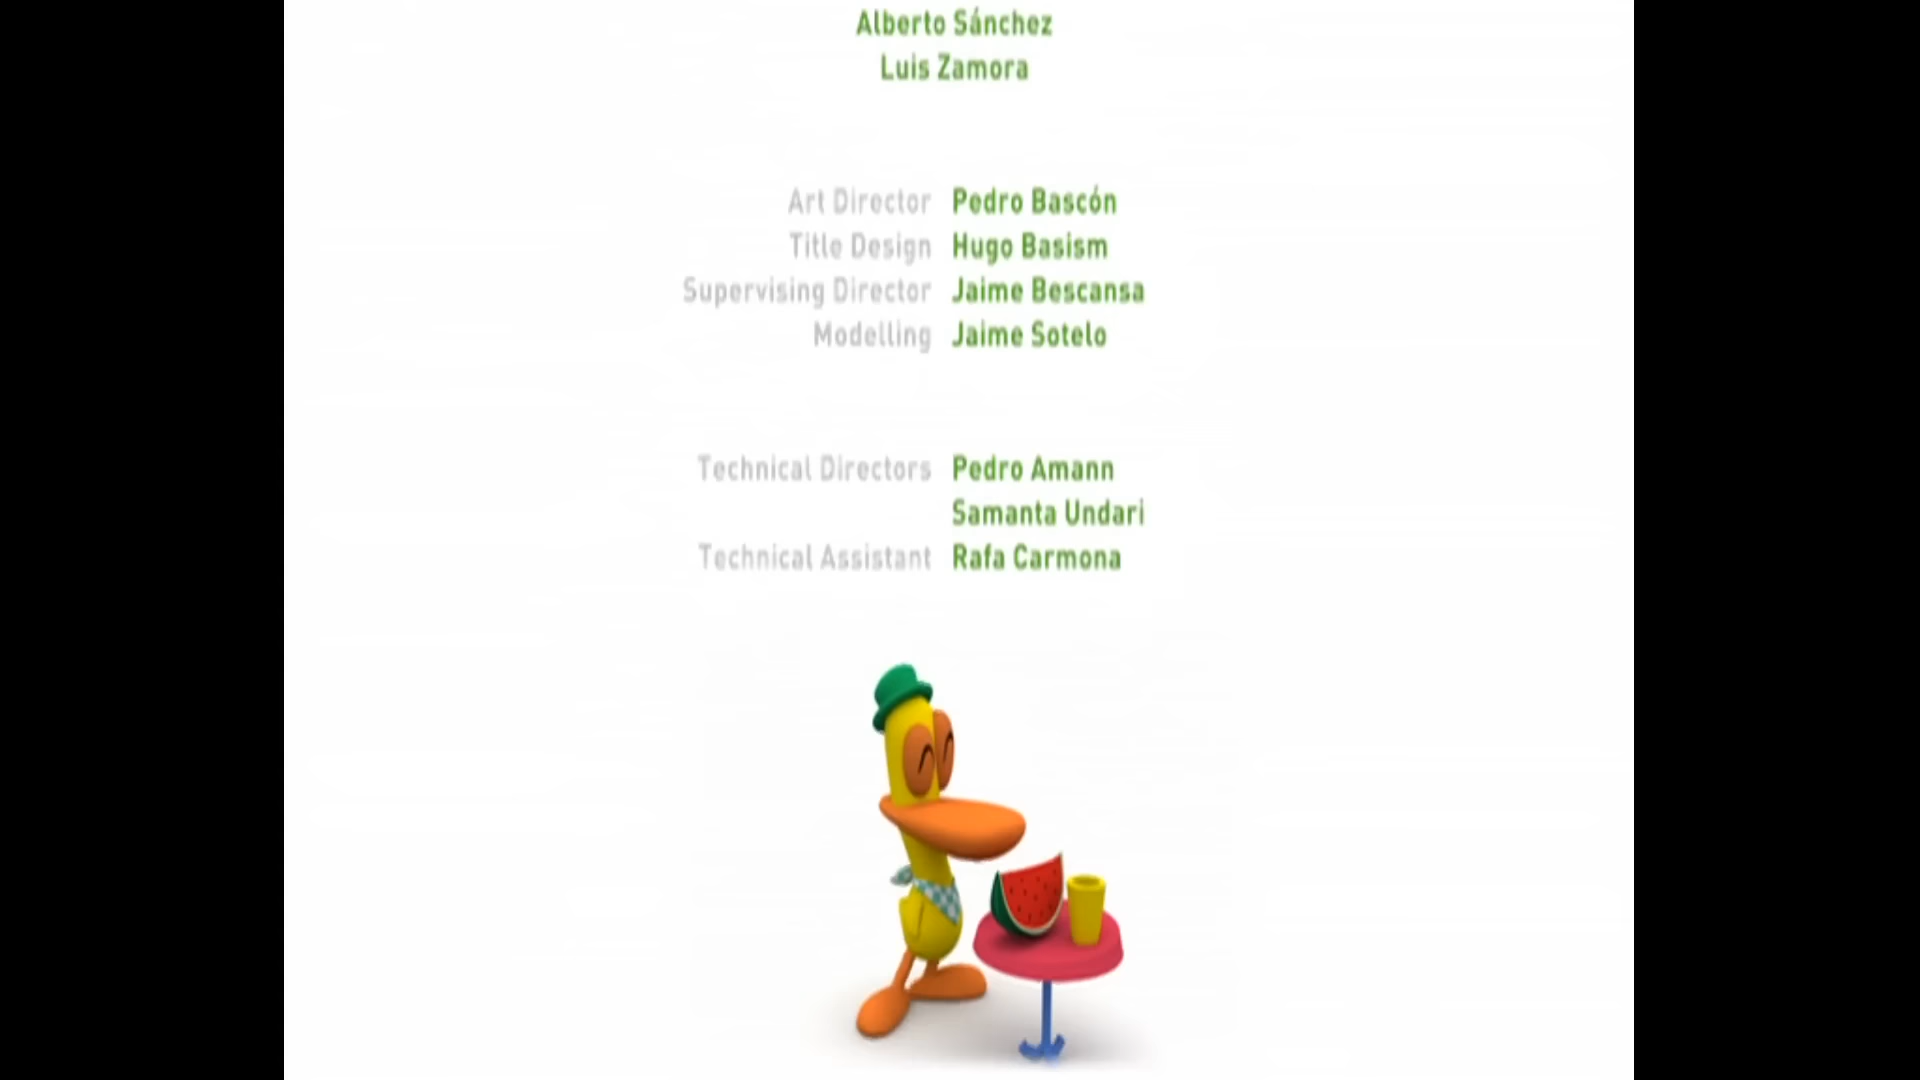 Alberto Sánchez
Luis Zamora
Art Director Pedro Bascón
Title Design Hugo Basism
Supervising Director Jaime Bescansa
Modelling Jaime Sotelo
Technical Directors Pedro Amann
Samanta Undari
Technical Assistant Rafa Carmona